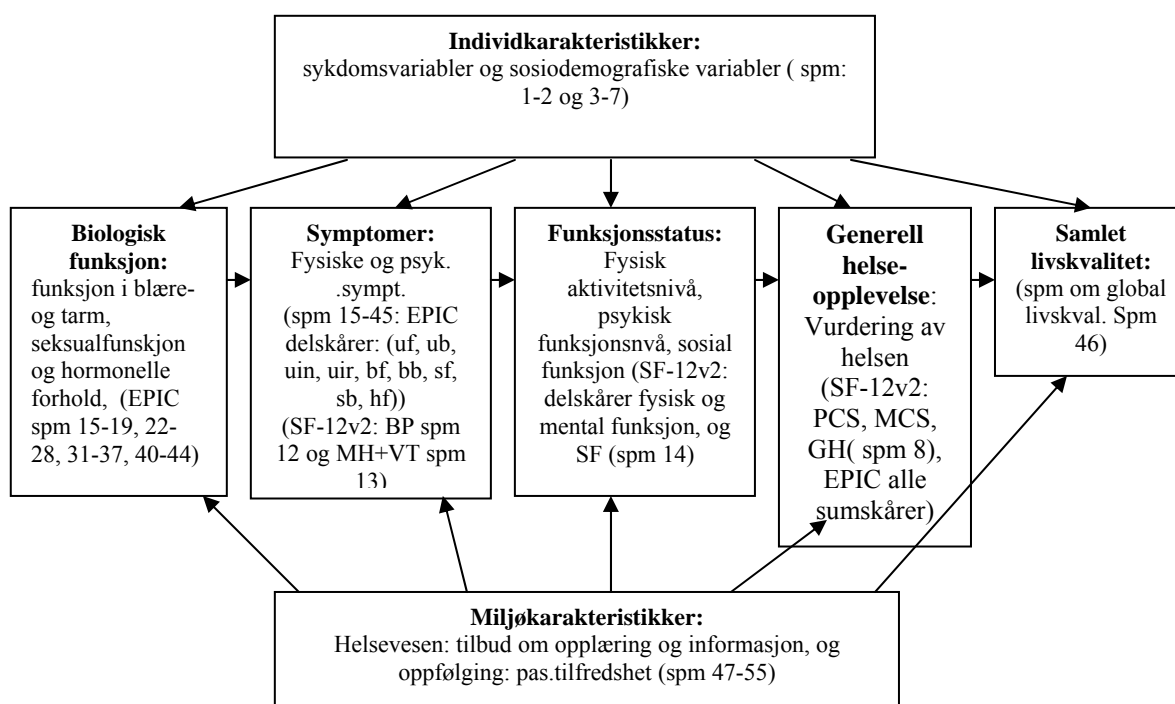 Individkarakteristikker:
sykdomsvariabler og sosiodemografiske variabler ( spm:
1-2 og 3-7)
Biologisk
funksjon:
funksjon i blære-
og tarm,
seksualfunskjon
og hormonelle
forhold,  (EPIC
spm 15-19, 22-
28, 31-37, 40-44)
Symptomer:
Fysiske og psyk.
.sympt.
(spm 15-45: EPIC
delskårer: (uf, ub,
uin, uir, bf, bb, sf,
sb, hf))
(SF-12v2: BP spm
12 og MH+VT spm
13)
Funksjonsstatus:
Fysisk
aktivitetsnivå,
psykisk
funksjonsnvå, sosial
funksjon (SF-12v2:
delskårer fysisk og
mental funksjon, og
SF (spm 14)
Generell
helse-
opplevelse:
Vurdering av
helsen
(SF-12v2:
PCS, MCS,
GH( spm 8),
EPIC alle
sumskårer)
Samlet
livskvalitet:
(spm om global
livskval. Spm
46)
Miljøkarakteristikker:
Helsevesen: tilbud om opplæring og informasjon, og
oppfølging: pas.tilfredshet (spm 47-55)